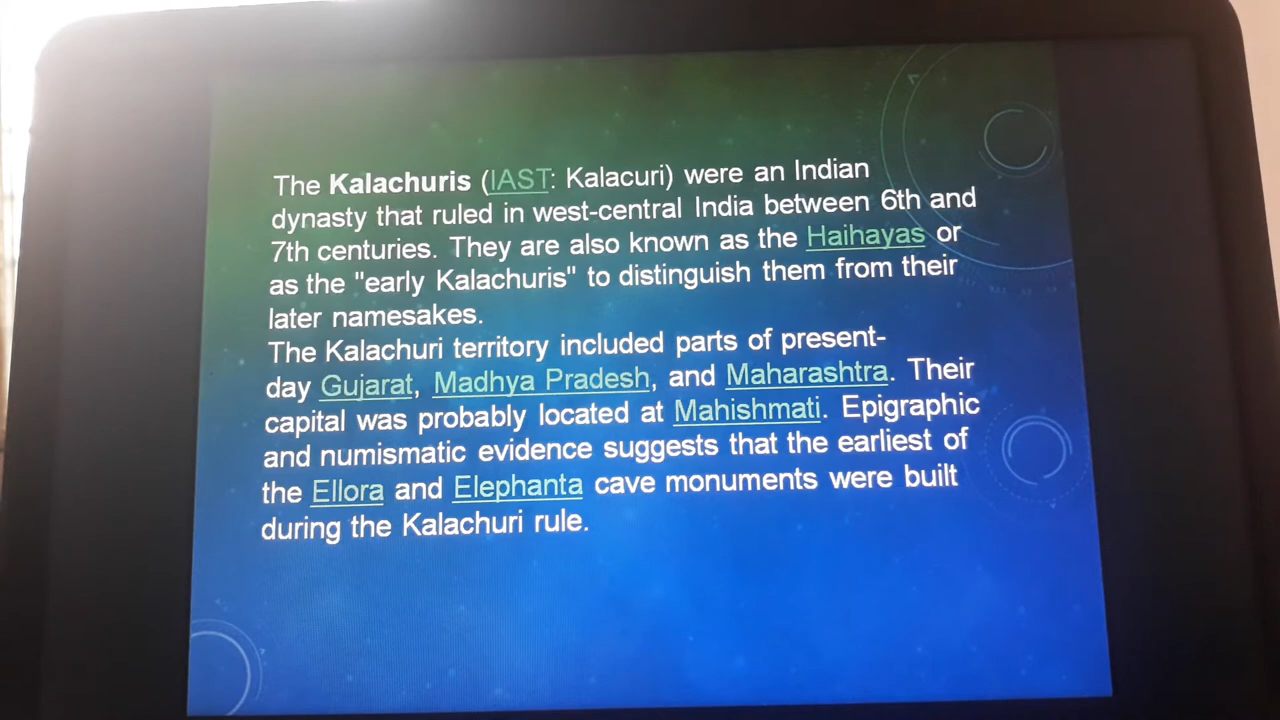 The Kalachuris (IAST: Kalacuri) were an Indian
dynasty that ruled in west-central India between 6th and
7th centuries. They are also known as the Haihayas or
as the "early Kalachuris" to distinguish them from their
later namesakes.
The Kalachuri territory included parts of present-
day Gujarat, Madhya Pradesh, and Maharashtra. Their
capital was probably located at Mahishmati. Epigraphic
and numismatic evidence suggests that the earliest of
the Ellora and Elephanta cave monuments were built
during the Kalachuri rule.